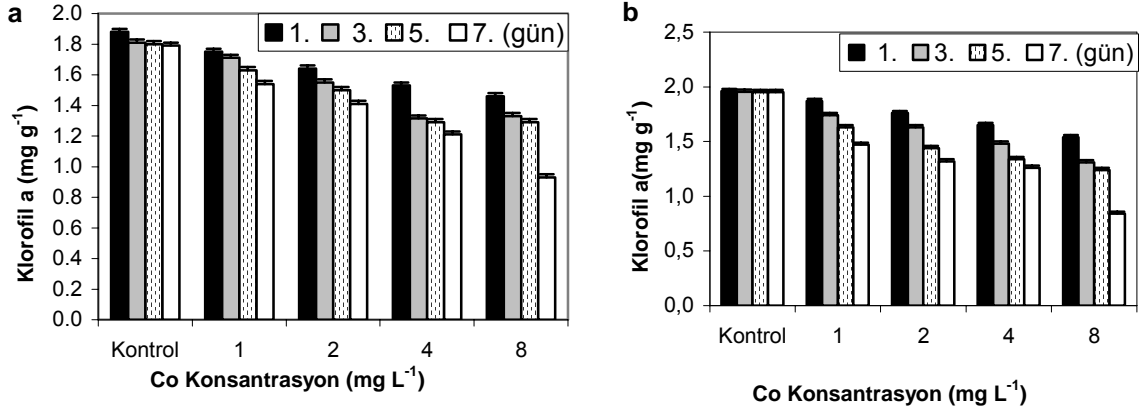 a
2.0
1.8
1.6
1.4
1.2
1.0
1.8
0.6
0.4
0.2
0.0
Klorofil a (mg g-1)
1. 3. 5. 7. (gün)
Kontrol 1 2 4 8
Co Konsantrasyon (mg L-1)
b
2,5
2,0
1,5
1,0
0,5
0,0
Klorofil a(mg g-1)
1. 3. 5. 7. (gün)
Kontrol 1 2 4 8
Co Konsantrasyon (mg L-1)